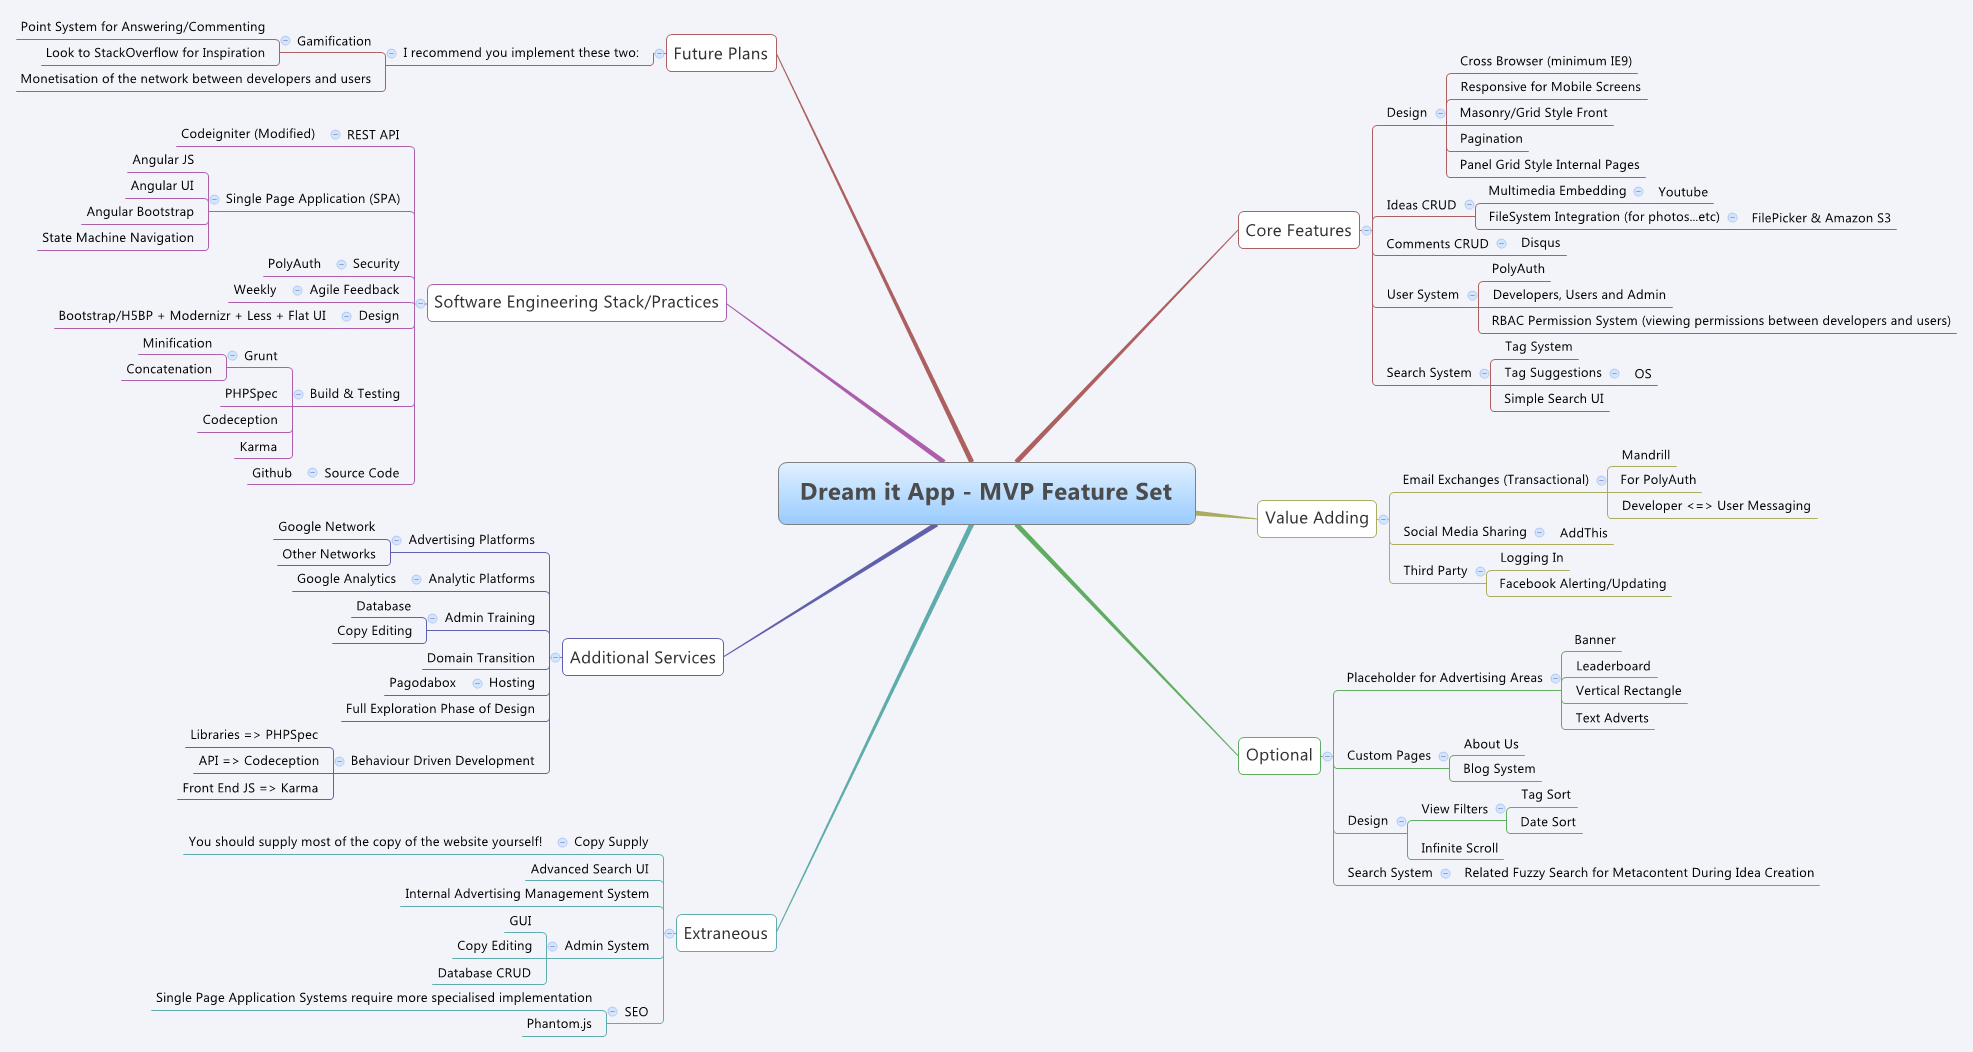 Dream it App - MVP Feature Set
Future Plans
I recommend you implement these two:
Gamification
Point System for Answering/Commenting
Look to StackOverflow for Inspiration
Monetisation of the network between developers and users
Software Engineering Stack/Practices
REST API
Codeigniter (Modified)
Single Page Application (SPA)
Angular JS
Angular UI
Angular Bootstrap
State Machine Navigation
Security
PolyAuth
Agile Feedback
Weekly
Design
Bootstrap/H5BP + Modernizr + Less + Flat UI
Build & Testing
Grunt
Minification
Concatenation
PHPSpec
Codeception
Karma
Source Code
Github
Additional Services
Advertising Platforms
Google Network
Other Networks
Analytic Platforms
Google Analytics
Admin Training
Database
Copy Editing
Domain Transition
Hosting
Pagodabox
Full Exploration Phase of Design
Behaviour Driven Development
Libraries => PHPSpec
API => Codeception
Front End JS => Karma
Extraneous
Copy Supply
You should supply most of the copy of the website yourself!
Advanced Search UI
Internal Advertising Management System
Admin System
GUI
Copy Editing
Database CRUD
SEO
Single Page Application Systems require more specialised implementation
Phantom.js
Core Features
Design
Cross Browser (minimum IE9)
Responsive for Mobile Screens
Masonry/Grid Style Front
Pagination
Panel Grid Style Internal Pages
Ideas CRUD
Multimedia Embedding
Youtube
FileSystem Integration (for photos...etc)
FilePicker & Amazon S3
Comments CRUD
Disqus
User System
PolyAuth
Developers, Users and Admin
RBAC Permission System (viewing permissions between developers and users)
Search System
Tag System
Tag Suggestions
OS
Simple Search UI
Value Adding
Email Exchanges (Transactional)
Mandrill
For PolyAuth
Developer <=> User Messaging
Social Media Sharing
AddThis
Third Party
Logging In
Facebook Alerting/Updating
Optional
Placeholder for Advertising Areas
Banner
Leaderboard
Vertical Rectangle
Text Adverts
Custom Pages
About Us
Blog System
Design
View Filters
Tag Sort
Date Sort
Infinite Scroll
Search System
Related Fuzzy Search for Metacontent During Idea Creation